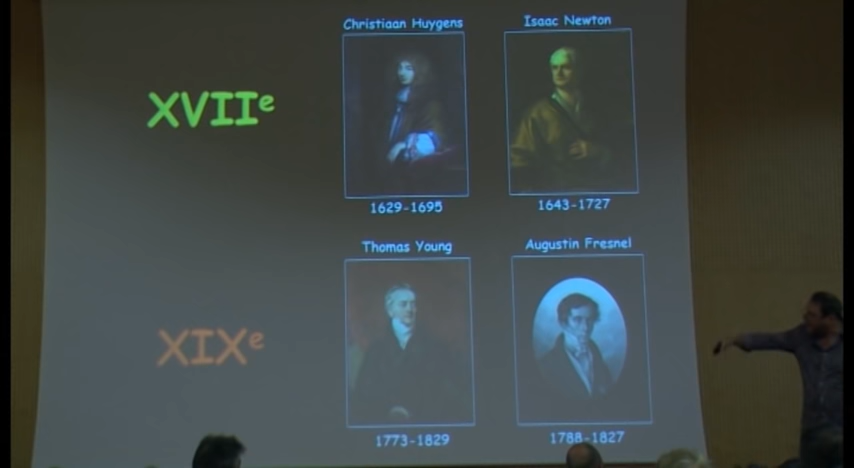 Christiaan Huygens
Isaac Newton
XVIIe
1629-1695
1643-1727
Thomas Young
Augustin Fresnel
XIXe
1773-1829
1788-1827